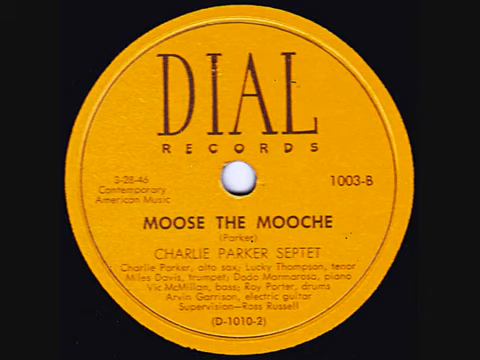 DIAL
RECORDS
3-28-46
Contemporary
American Music
1003-B
MOOSE THE MOOCHE
(Parker)
CHARLIE PARKER SEPTET
Charlie Parker, alto sax; Lucky Thompson, tenor
Miles Davis, trumpet; Dodo Marmarosa, piano
Vic McMillan, bass; Roy Porter, drums
Arvin Garrison, electric guitar
Supervision—Ross Russell
(D-1010-2)